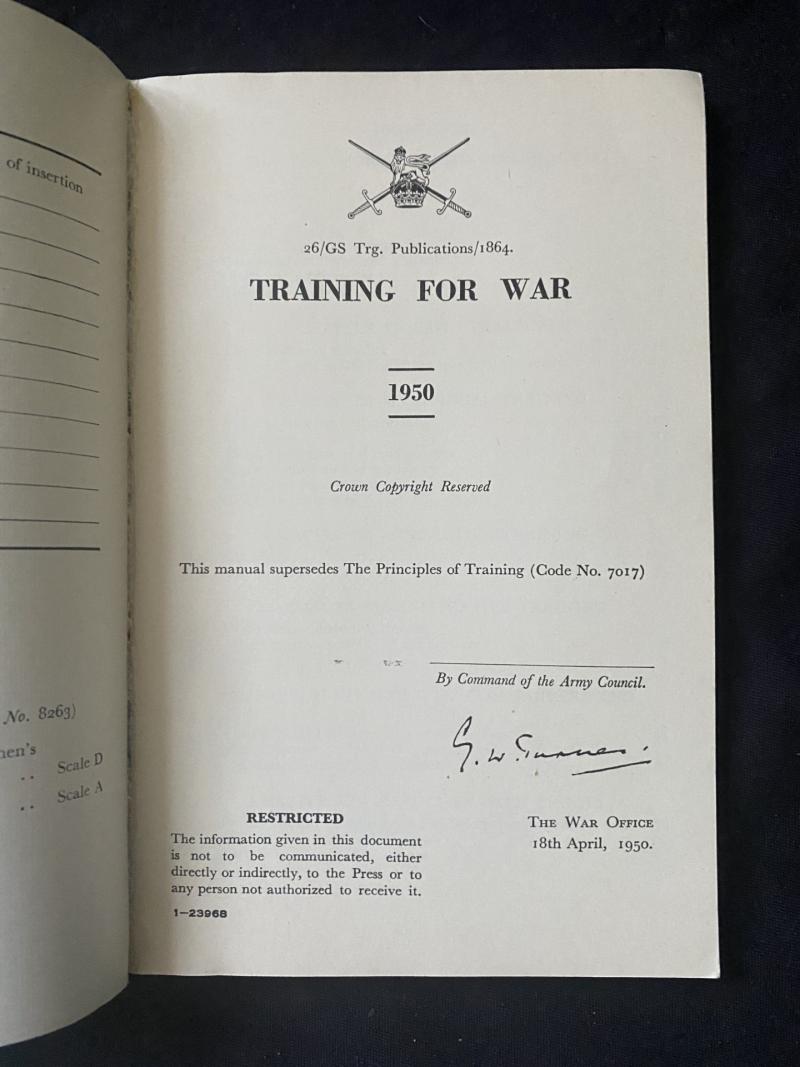 of insertion
No. 8263)
.. Scale D
.. Scale A
26/GS Trg. Publications/1864.
TRAINING FOR WAR
1950
Crown Copyright Reserved
This manual supersedes The Principles of Training (Code No. 7017)
By Command of the Army Council.
G. W. Turner.
RESTRICTED
The information given in this document
is not to be communicated, either
directly or indirectly, to the Press or to
any person not authorized to receive it.
1—23968
THE WAR OFFICE
18th April, 1950.